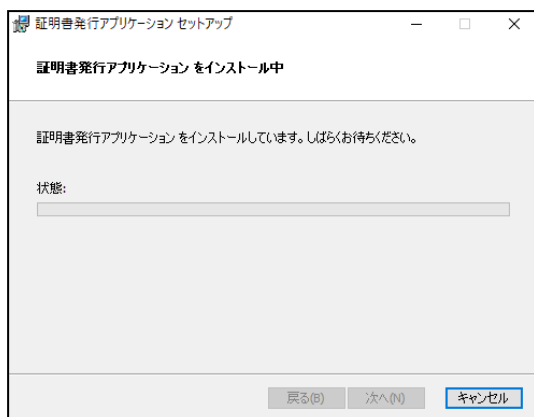 証明書発行アプリケーション セットアップ
証明書発行アプリケーション をインストール中
証明書発行アプリケーション をインストールしています。しばらくお待ちください。
状態:
戻る(B) 次へ(N) キャンセル